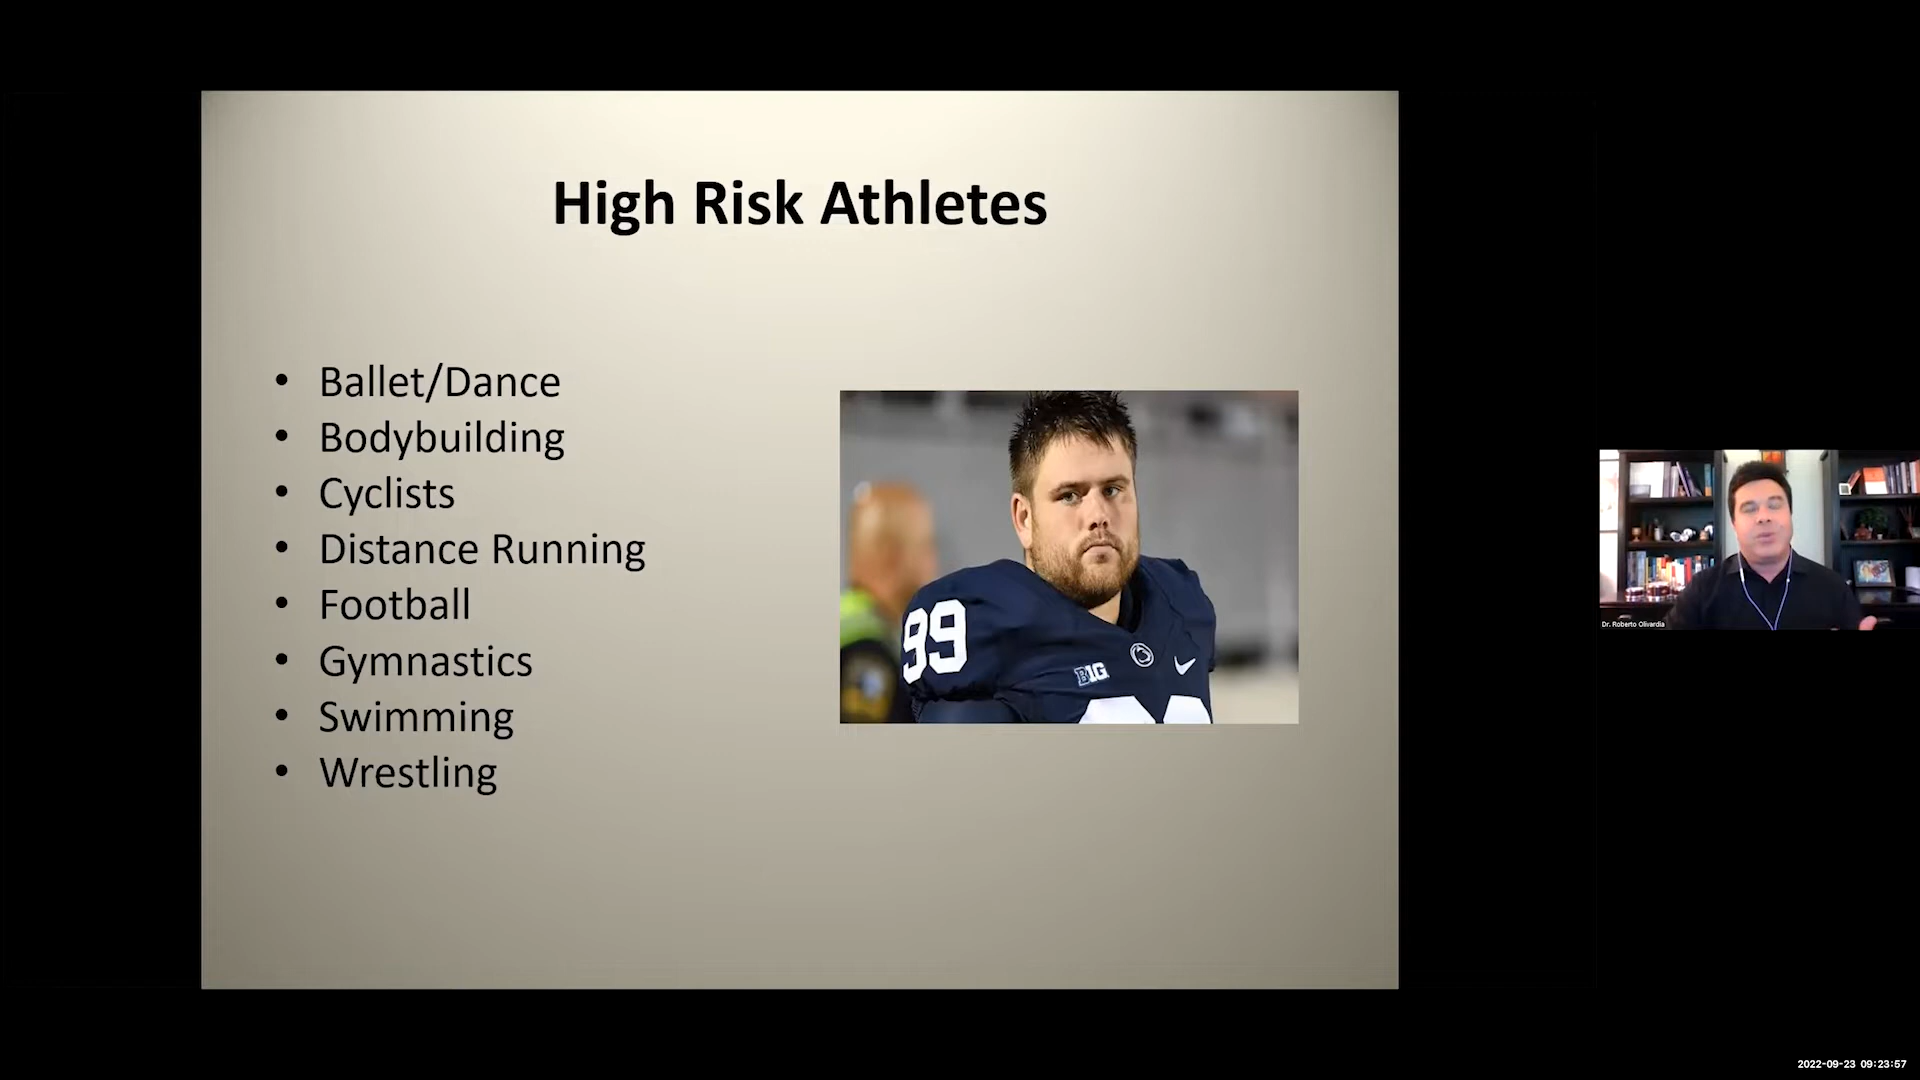 High Risk Athletes
• Ballet/Dance
• Bodybuilding
• Cyclists
• Distance Running
• Football
• Gymnastics
• Swimming
• Wrestling
99
B1G
Dr. Roberto Olivardia
2022-09-23 09:23:57